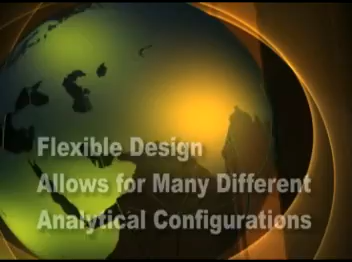 Flexible Design
Allows for Many Different
Analytical Configurations